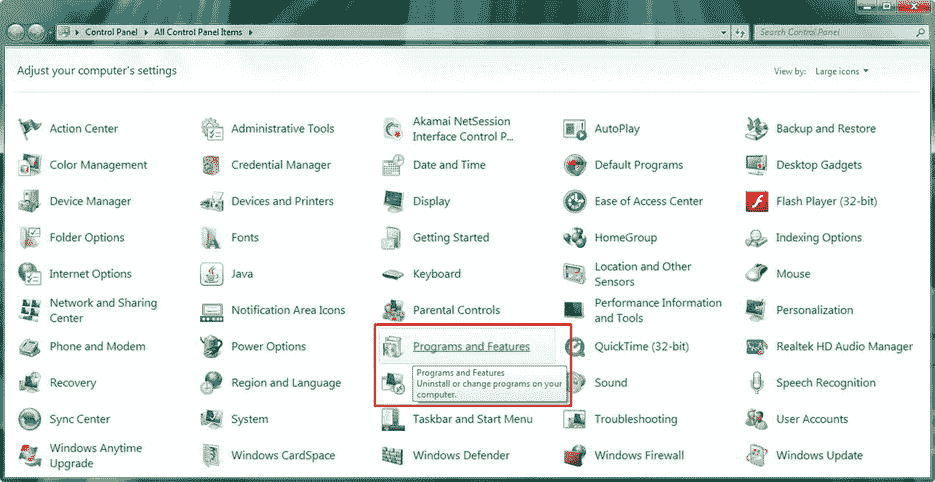 Control Panel All Control Panel Items Search Control Panel
Adjust your computer's settings View by: Large icons
Action Center
Administrative Tools
Akamai NetSession
Interface Control P...
AutoPlay
Backup and Restore
Color Management
Credential Manager
Date and Time
Default Programs
Desktop Gadgets
Device Manager
Devices and Printers
Display
Ease of Access Center
Flash Player (32-bit)
Folder Options
Fonts
Getting Started
HomeGroup
Indexing Options
Internet Options
Java
Keyboard
Location and Other
Sensors
Mouse
Network and Sharing
Center
Notification Area Icons
Parental Controls
Performance Information
and Tools
Personalization
Phone and Modem
Power Options
Programs and Features
QuickTime (32-bit)
Realtek HD Audio Manager
Recovery
Region and Language
Programs and Features
Uninstall or change programs on your
computer.
Sound
Speech Recognition
Sync Center
System
Taskbar and Start Menu
Troubleshooting
User Accounts
Windows Anytime
Upgrade
Windows CardSpace
Windows Defender
Windows Firewall
Windows Update